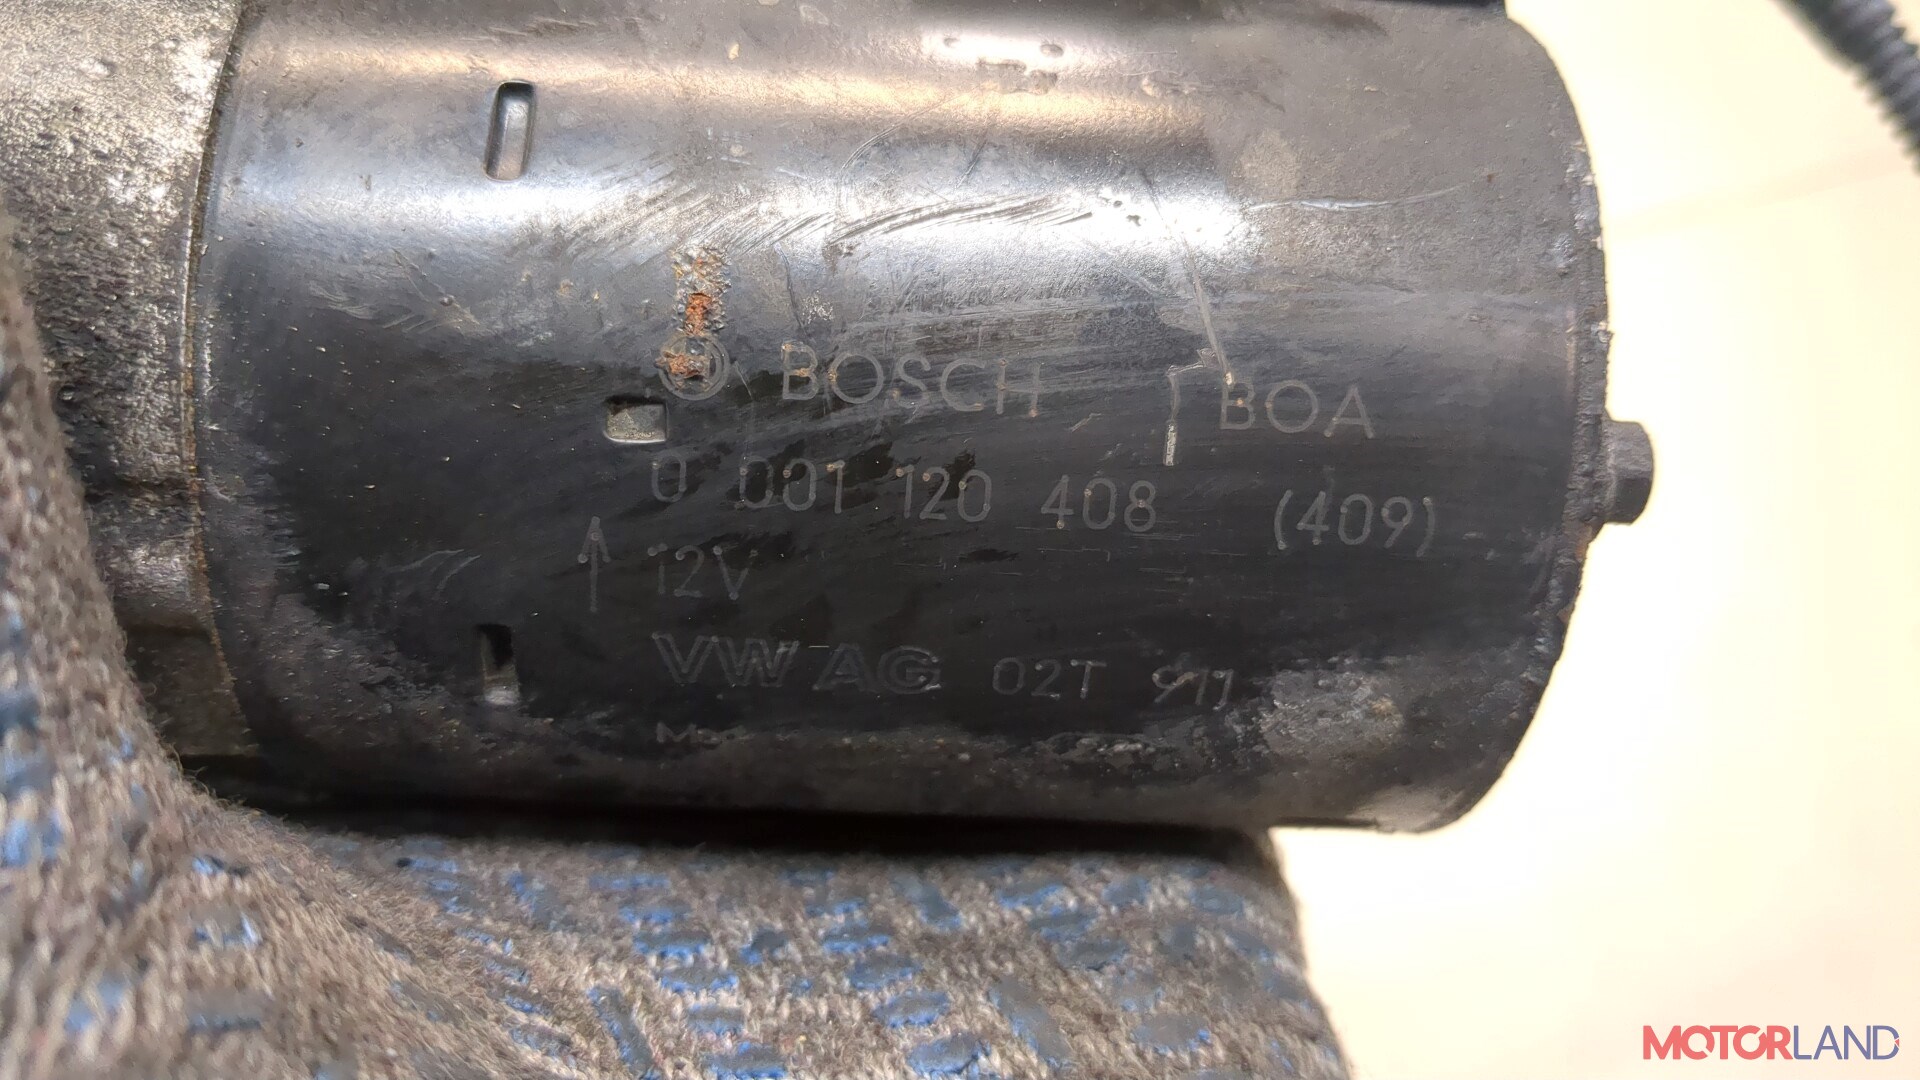 BOSCH BOA
0 001 120 408 (409)
12V
VW AG 02T 911
MOTORLAND